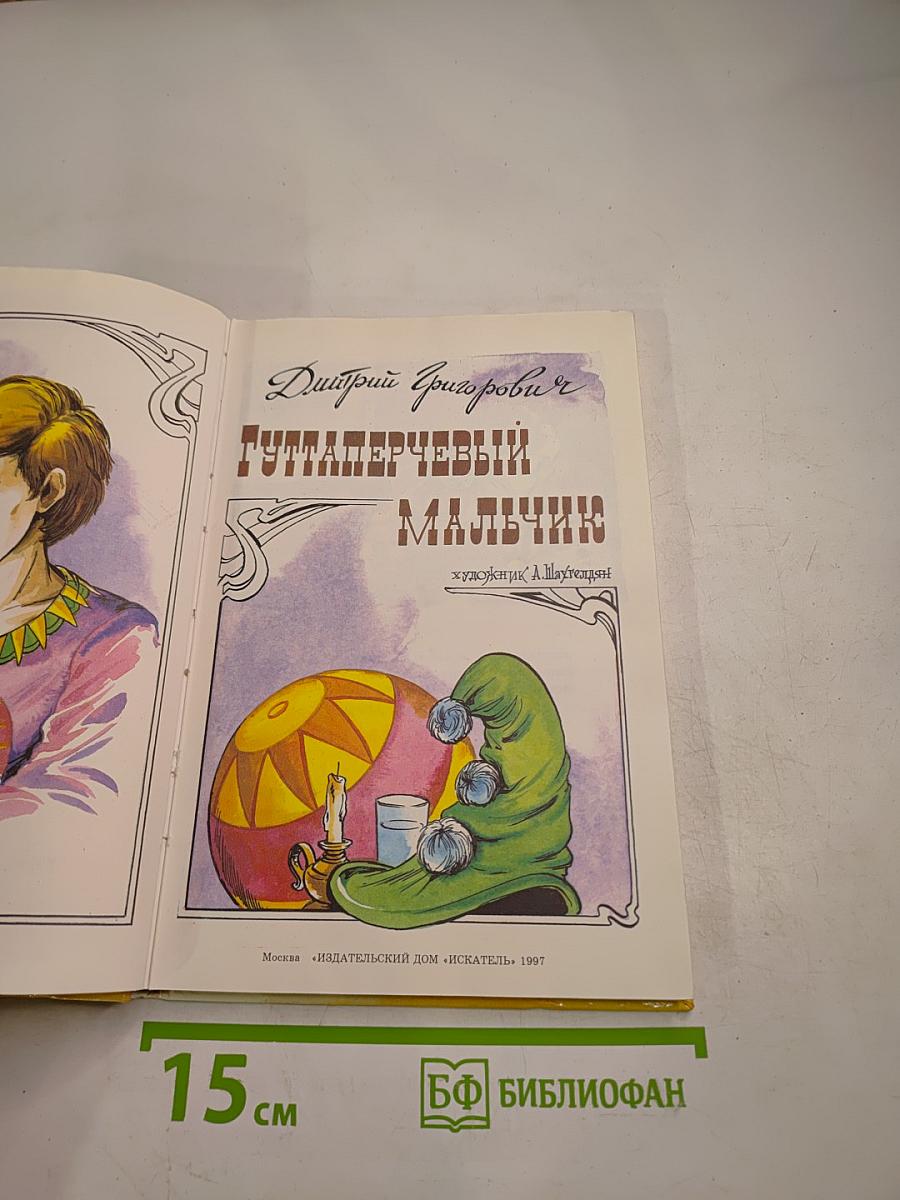 Дмитрий Григорович
Гуттаперчевый
мальчик
художник А.Шахгелдян
Москва «ИЗДАТЕЛЬСКИЙ ДОМ «ИСКАТЕЛЬ» 1997
15 см
БФ БИБЛИОФАН